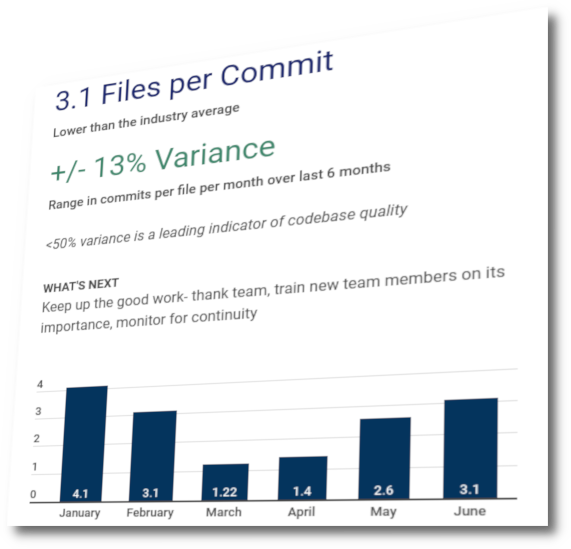 3.1 Files per Commit
Lower than the industry average
+/- 13% Variance
Range in commits per file per month over last 6 months
<50% variance is a leading indicator of codebase quality
WHAT'S NEXT
Keep up the good work- thank team, train new team members on its
importance, monitor for continuity
4
3
2
1
0
4.1
3.1
1.22
1.4
2.6
3.1
January
February
March
April
May
June